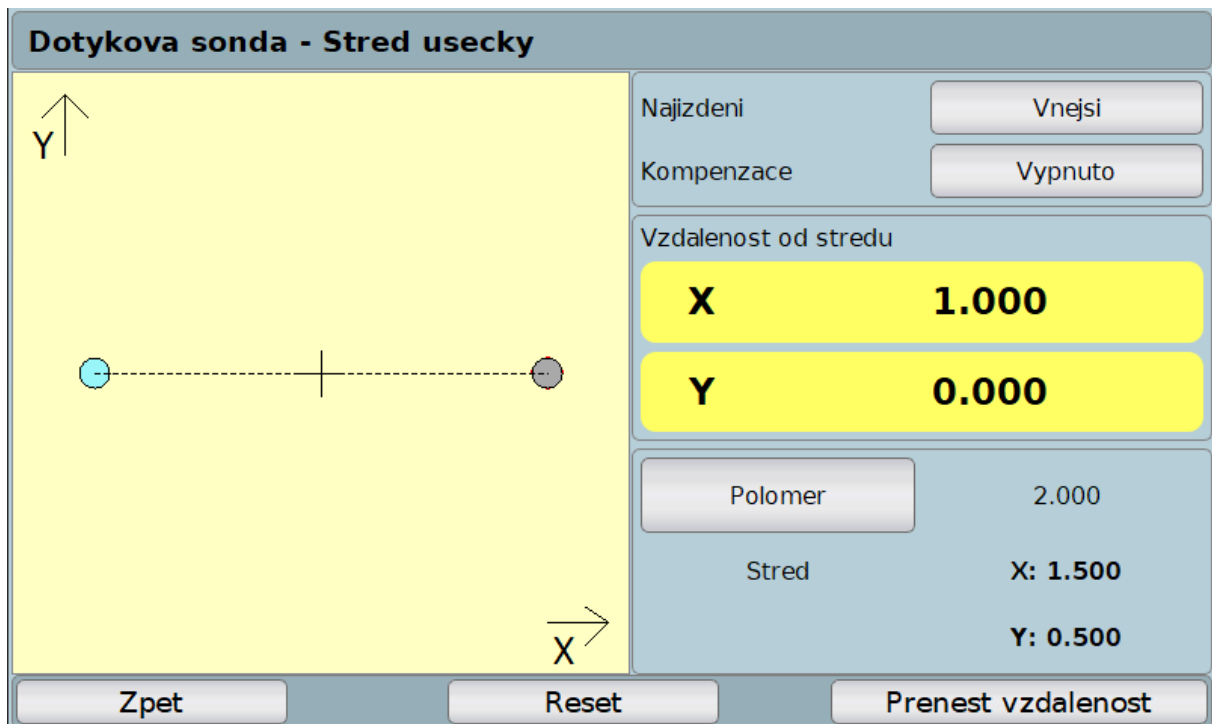 Dotykova sonda - Stred usecky
Y
X
Najizdeni Vnejsi
Kompenzace Vypnuto
Vzdalenost od stredu
X 1.000
Y 0.000
Polomer 2.000
Stred X: 1.500
Y: 0.500
Zpet Reset Prenest vzdalenost